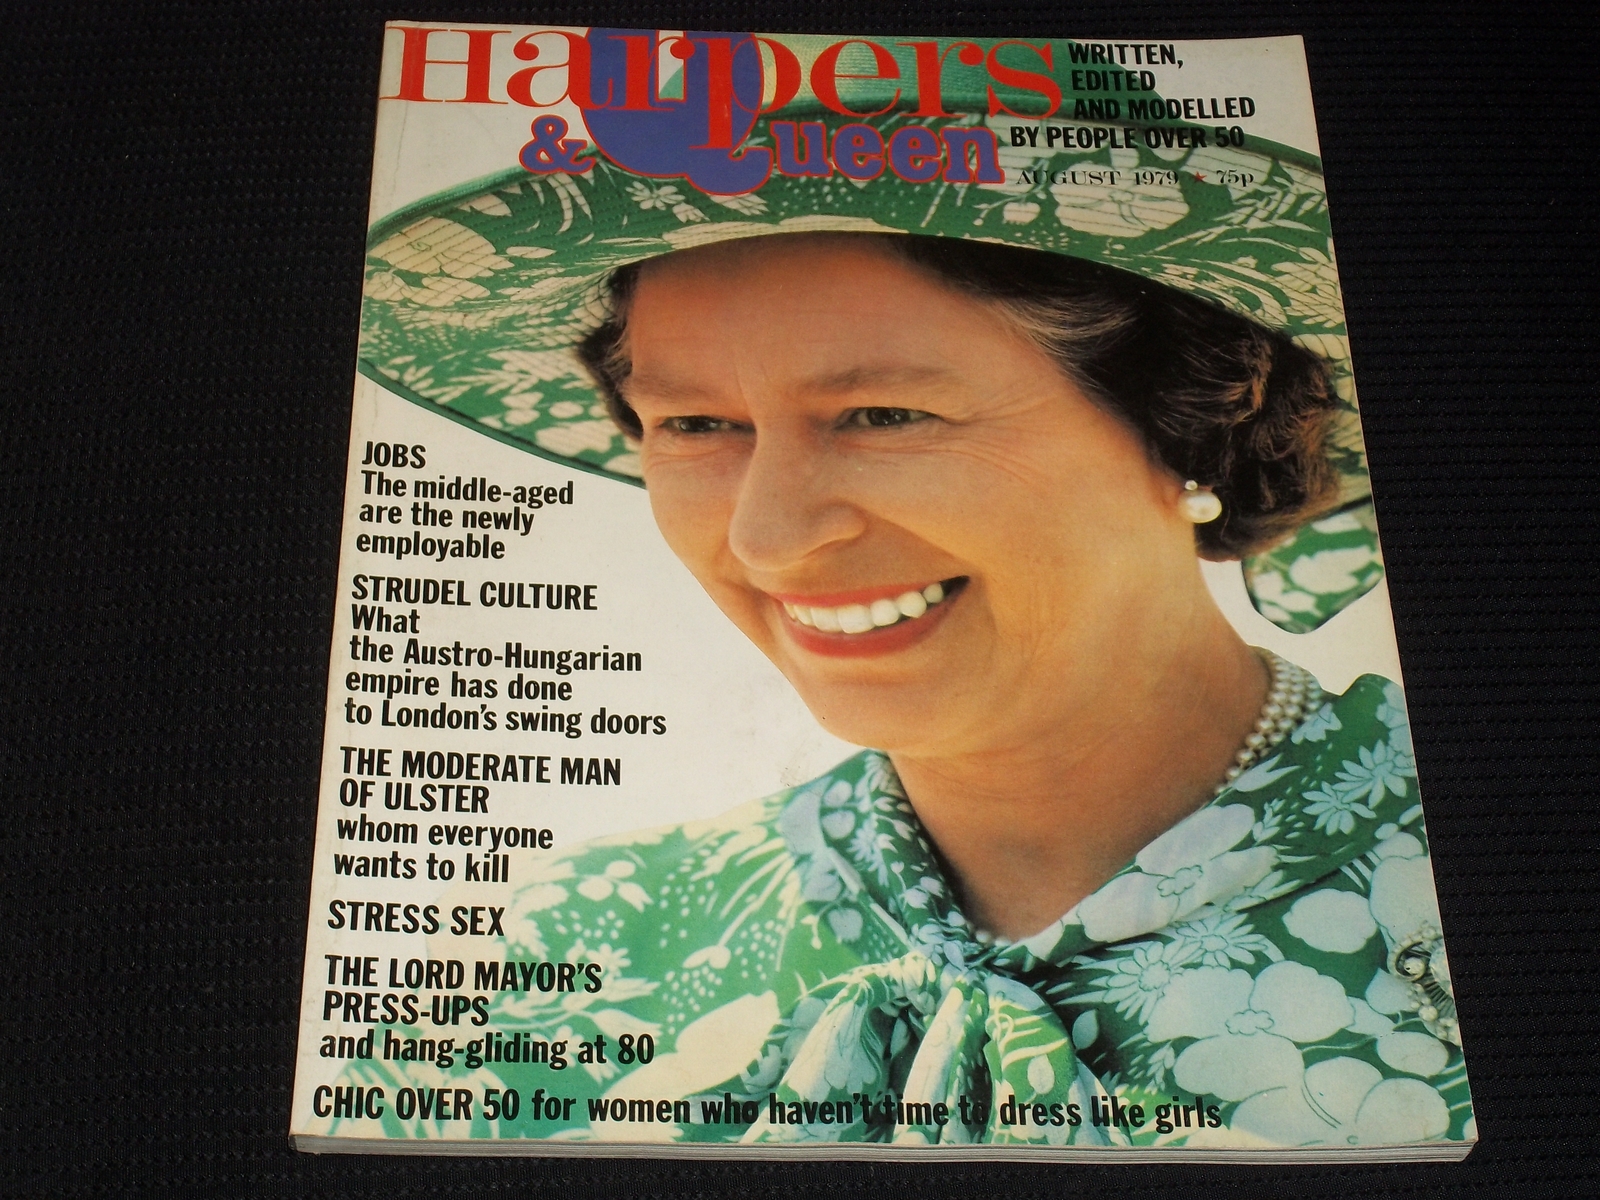 Harpers
& Queen
WRITTEN,
EDITED
AND MODELLED
BY PEOPLE OVER 50
AUGUST 1979 ★ 75p
JOBS
The middle-aged
are the newly
employable
STRUDEL CULTURE
What
the Austro-Hungarian
empire has done
to London's swing doors
THE MODERATE MAN
OF ULSTER
whom everyone
wants to kill
STRESS SEX
THE LORD MAYOR'S
PRESS-UPS
and hang-gliding at 80
CHIC OVER 50 for women who haven't time to dress like girls